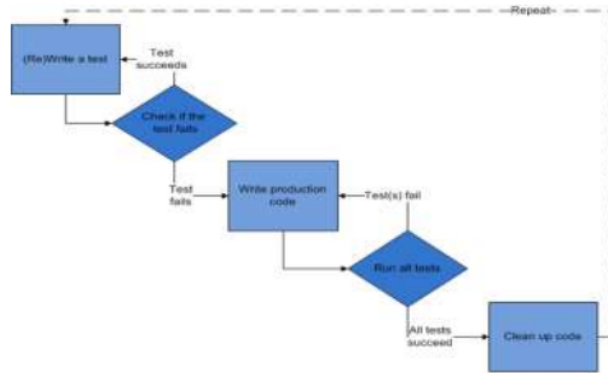 Repeat
(Re)Write a test
Test
succeeds
Check if the
test fails
Test
fails
Write production
code
Test(s) fail
Run all tests
All tests
succeed
Clean up code